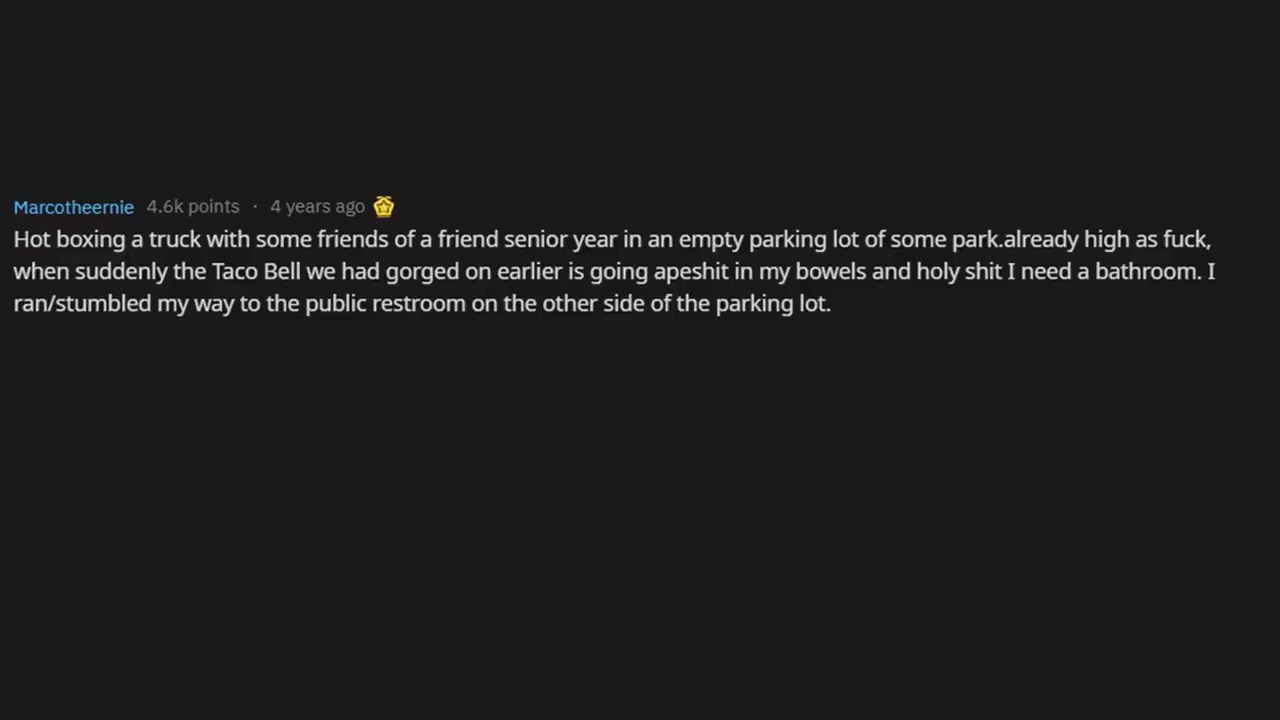 Marcotheernie 4.6k points · 4 years ago
Hot boxing a truck with some friends of a friend senior year in an empty parking lot of some park.already high as fuck,
when suddenly the Taco Bell we had gorged on earlier is going apeshit in my bowels and holy shit I need a bathroom. I
ran/stumbled my way to the public restroom on the other side of the parking lot.